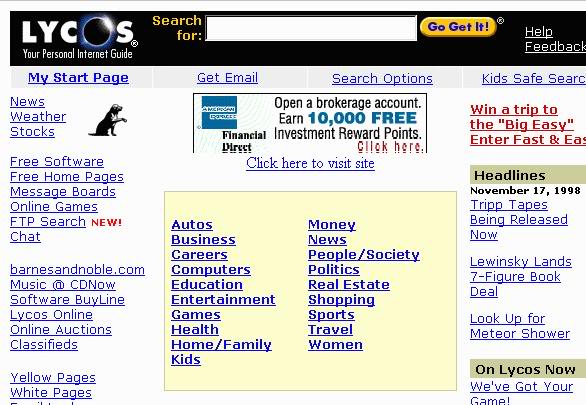 LYCOS®
Your Personal Internet Guide
Search for:
Go Get It!®
Help
Feedback
My Start Page
Get Email
Search Options
Kids Safe Searc
News
Weather
Stocks
Free Software
Free Home Pages
Message Boards
Online Games
FTP Search NEW!
Chat
barnesandnoble.com
Music @ CDNow
Software BuyLine
Lycos Online
Online Auctions
Classifieds
Yellow Pages
White Pages
AMERICAN EXPRESS
Financial
Direct
Open a brokerage account.
Earn 10,000 FREE
Investment Reward Points.
Click here.
Click here to visit site
Autos
Business
Careers
Computers
Education
Entertainment
Games
Health
Home/Family
Kids
Money
News
People/Society
Politics
Real Estate
Shopping
Sports
Travel
Women
Win a trip to
the "Big Easy"
Enter Fast & Eas
Headlines
November 17, 1998
Tripp Tapes
Being Released
Now
Lewinsky Lands
7-Figure Book
Deal
Look Up for
Meteor Shower
On Lycos Now
We've Got Your
Game!